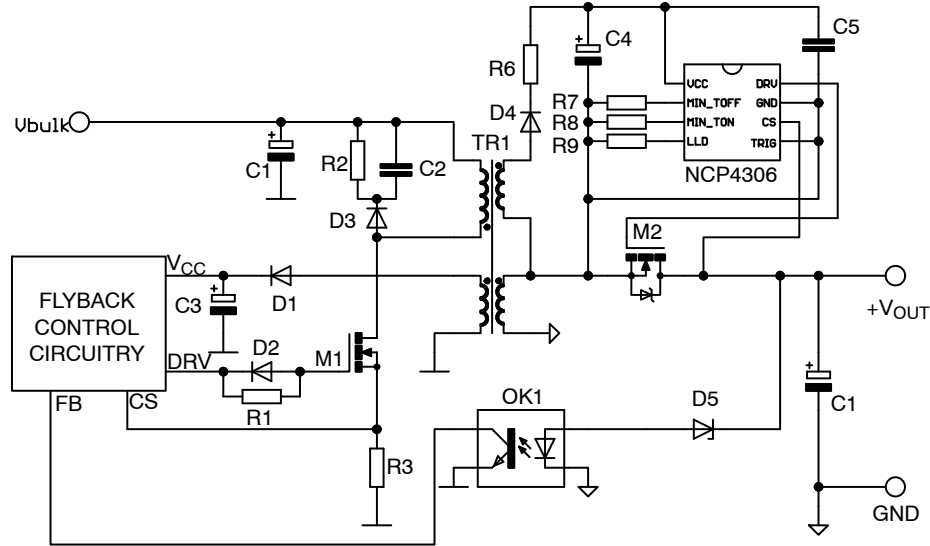 C4
C5
R6
D4
R7
R8
R9
VCC
MIN_TOFF
MIN_TON
LLD
DRV
GND
CS
TRIG
NCP4306
Vbulk
C1
R2
C2
TR1
D3
M2
VCC
D1
C3
+VOUT
FLYBACK
CONTROL
CIRCUITRY
DRV
D2
M1
R1
FB
CS
OK1
D5
C1
R3
GND